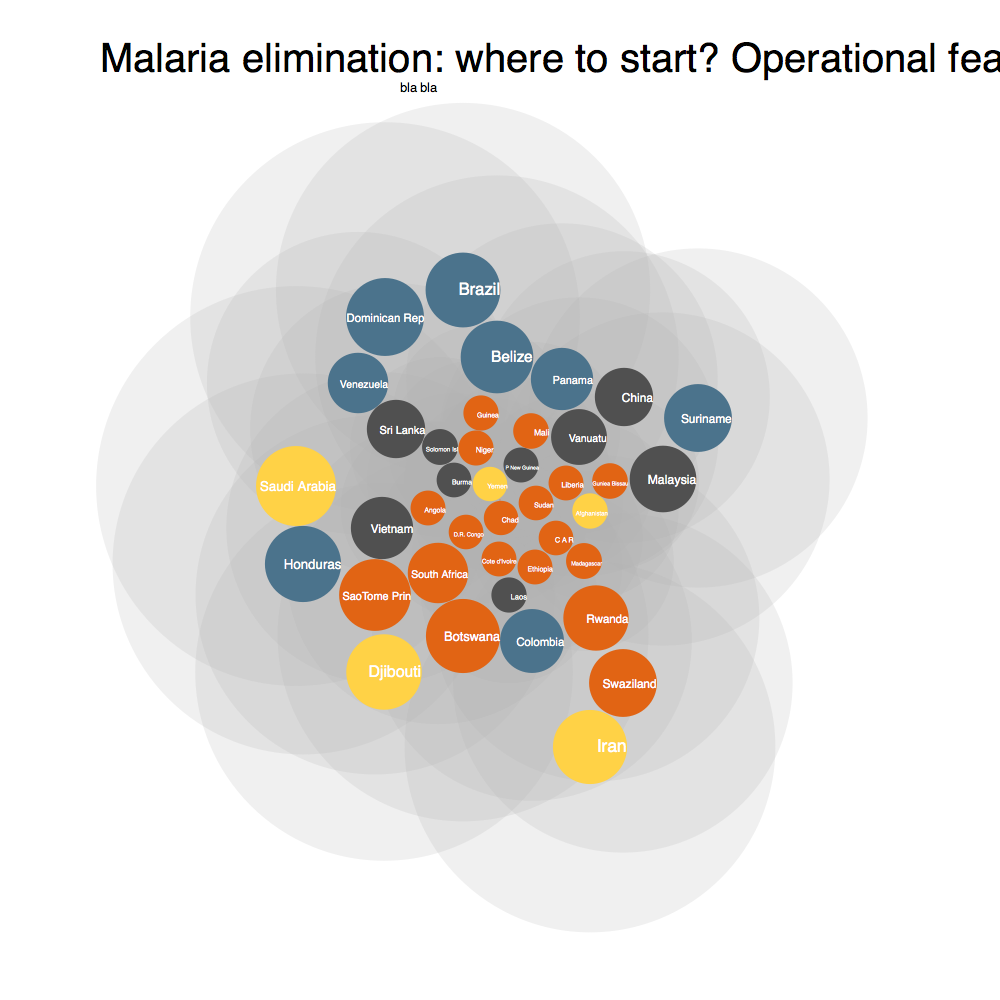 Malaria elimination: where to start? Operational fea
bla bla
Brazil
Dominican Rep
Belize
Venezuela
Panama
China
Suriname
Guinea
Sri Lanka
Mali
Vanuatu
Solomon Isl
Niger
P New Guinea
Burma
Yemen
Liberia
Guniea Bissau
Malaysia
Saudi Arabia
Angola
Sudan
Afghanistan
Vietnam
Chad
D.R. Congo
C A R
Honduras
Cote d'Ivoire
Ethiopia
Madagascar
South Africa
SaoTome Prin
Laos
Rwanda
Botswana
Colombia
Djibouti
Swaziland
Iran